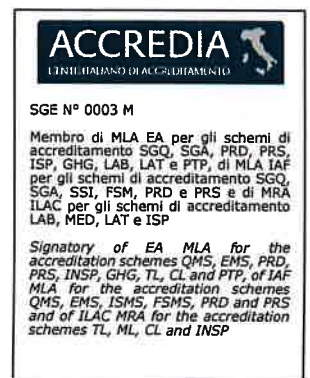 ACCREDIA
L'ENTE ITALIANO DI ACCREDITAMENTO
SGE N° 0003 M
Membro di MLA EA per gli schemi di
accreditamento SGQ, SGA, PRD, PRS,
ISP, GHG, LAB, LAT e PTP, di MLA IAF
per gli schemi di accreditamento SGQ,
SGA, SSI, FSM, PRD e PRS e di MRA
ILAC per gli schemi di accreditamento
LAB, MED, LAT e ISP
Signatory of EA MLA for the
accreditation schemes QMS, EMS, PRD,
PRS, INSP, GHG, TL, CL and PTP, of IAF
MLA for the accreditation schemes
QMS, EMS, ISMS, FSMS, PRD and PRS
and of ILAC MRA for the accreditation
schemes TL, ML, CL and INSP